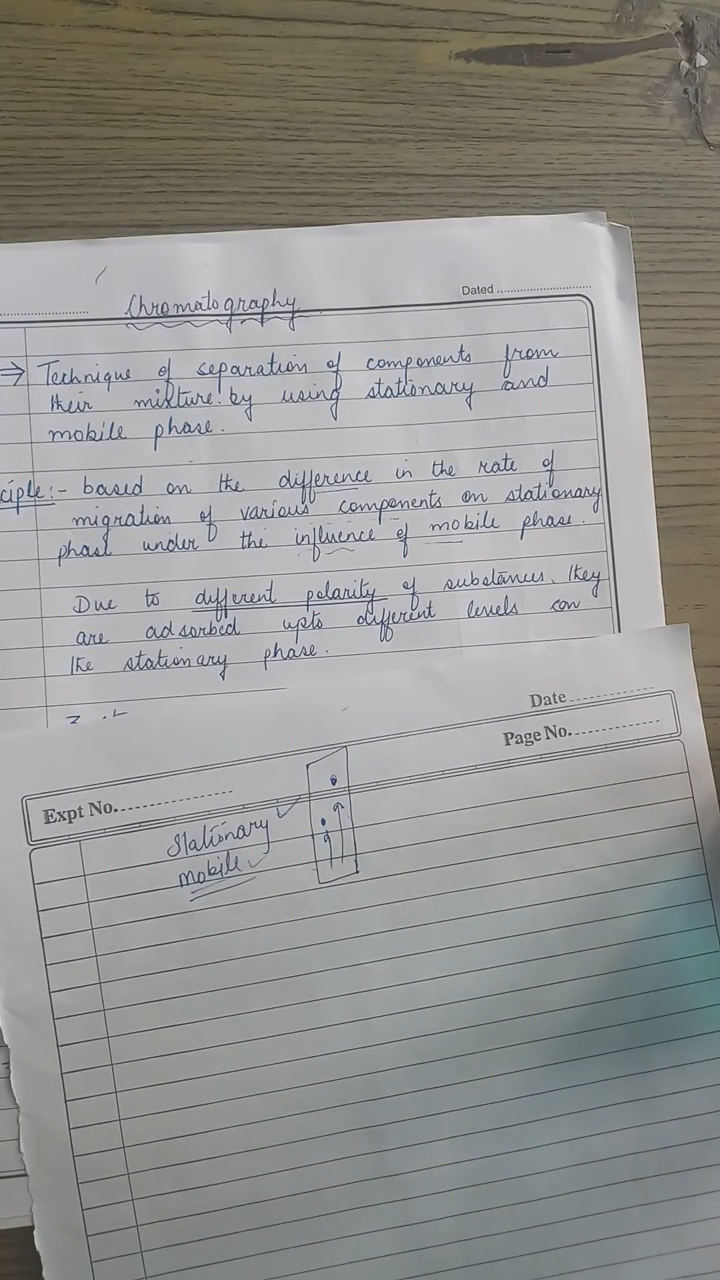 Dated
Chromatography
⇒ Technique of separation of components from
their mixture by using stationary and
mobile phase.
ciple:- based on the difference in the rate of
migration of various components on stationary
phase under the influence of mobile phase.
Due to different polarity of substances, they
are adsorbed upto different levels on
the stationary phase.
Date
Page No.
Expt No.
Stationary
mobile